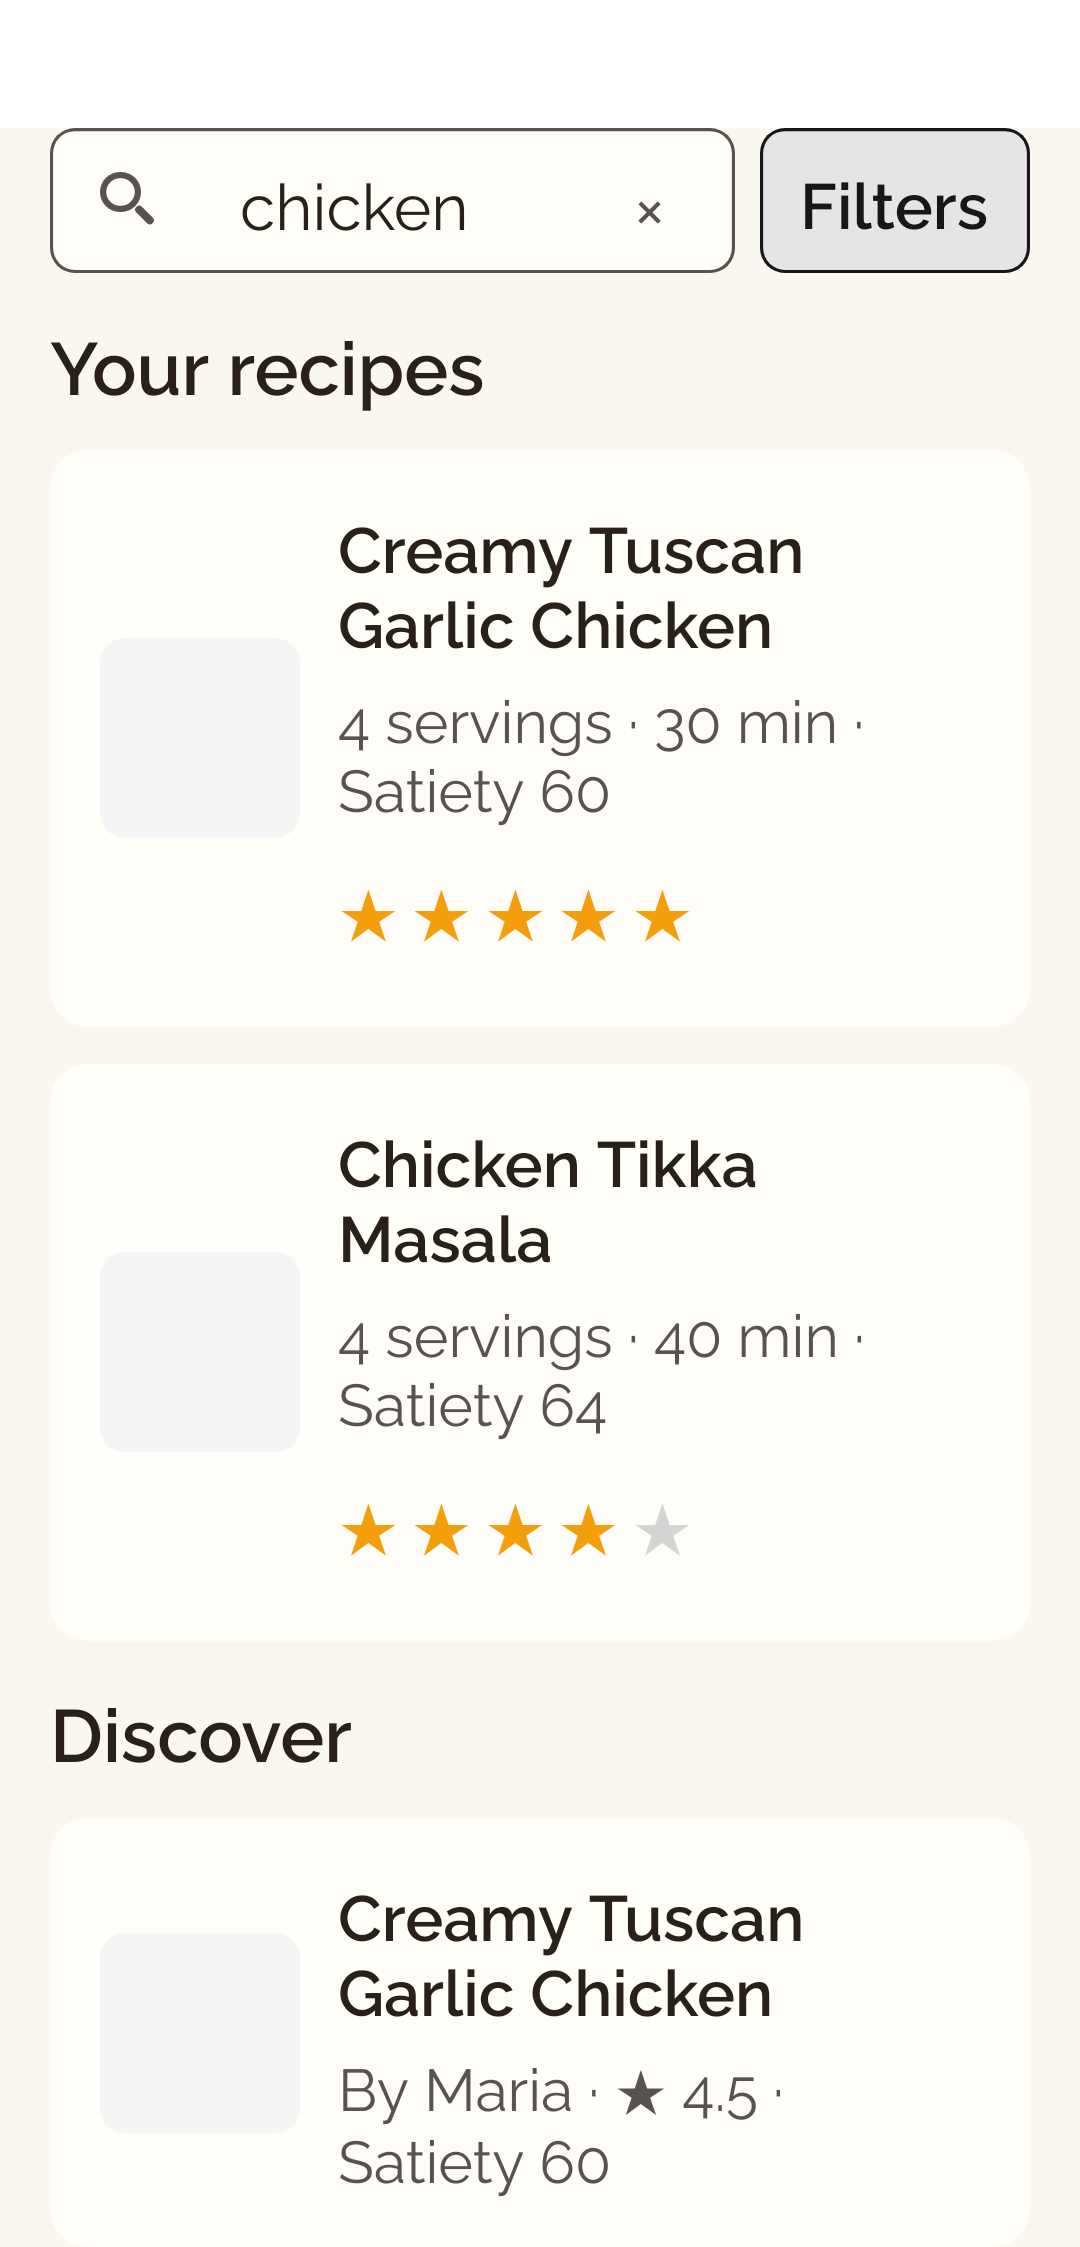 chicken ×
Filters
Your recipes
Creamy Tuscan
Garlic Chicken
4 servings · 30 min ·
Satiety 60
★ ★ ★ ★ ★
Chicken Tikka
Masala
4 servings · 40 min ·
Satiety 64
★ ★ ★ ★ ★
Discover
Creamy Tuscan
Garlic Chicken
By Maria · ★ 4.5 ·
Satiety 60